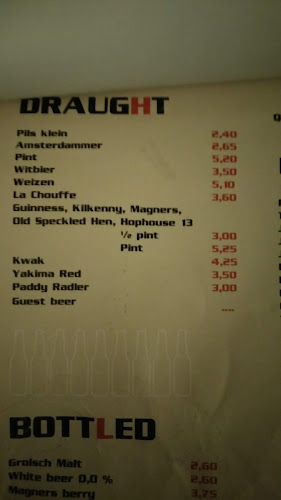 DRAUGHT
Pils klein 2,40
Amsterdammer 2,65
Pint 5,20
Witbier 3,50
Weizen 5,10
La Chouffe 3,60
Guinness, Kilkenny, Magners,
Old Speckled Hen, Hophouse 13
½ pint 3,00
Pint 5,25
Kwak 4,25
Yakima Red 3,50
Paddy Radler 3,00
Guest beer ----
BOTTLED
Grolsch Malt 2,60
White beer 0,0 % 2,60
Magners berry 3,75